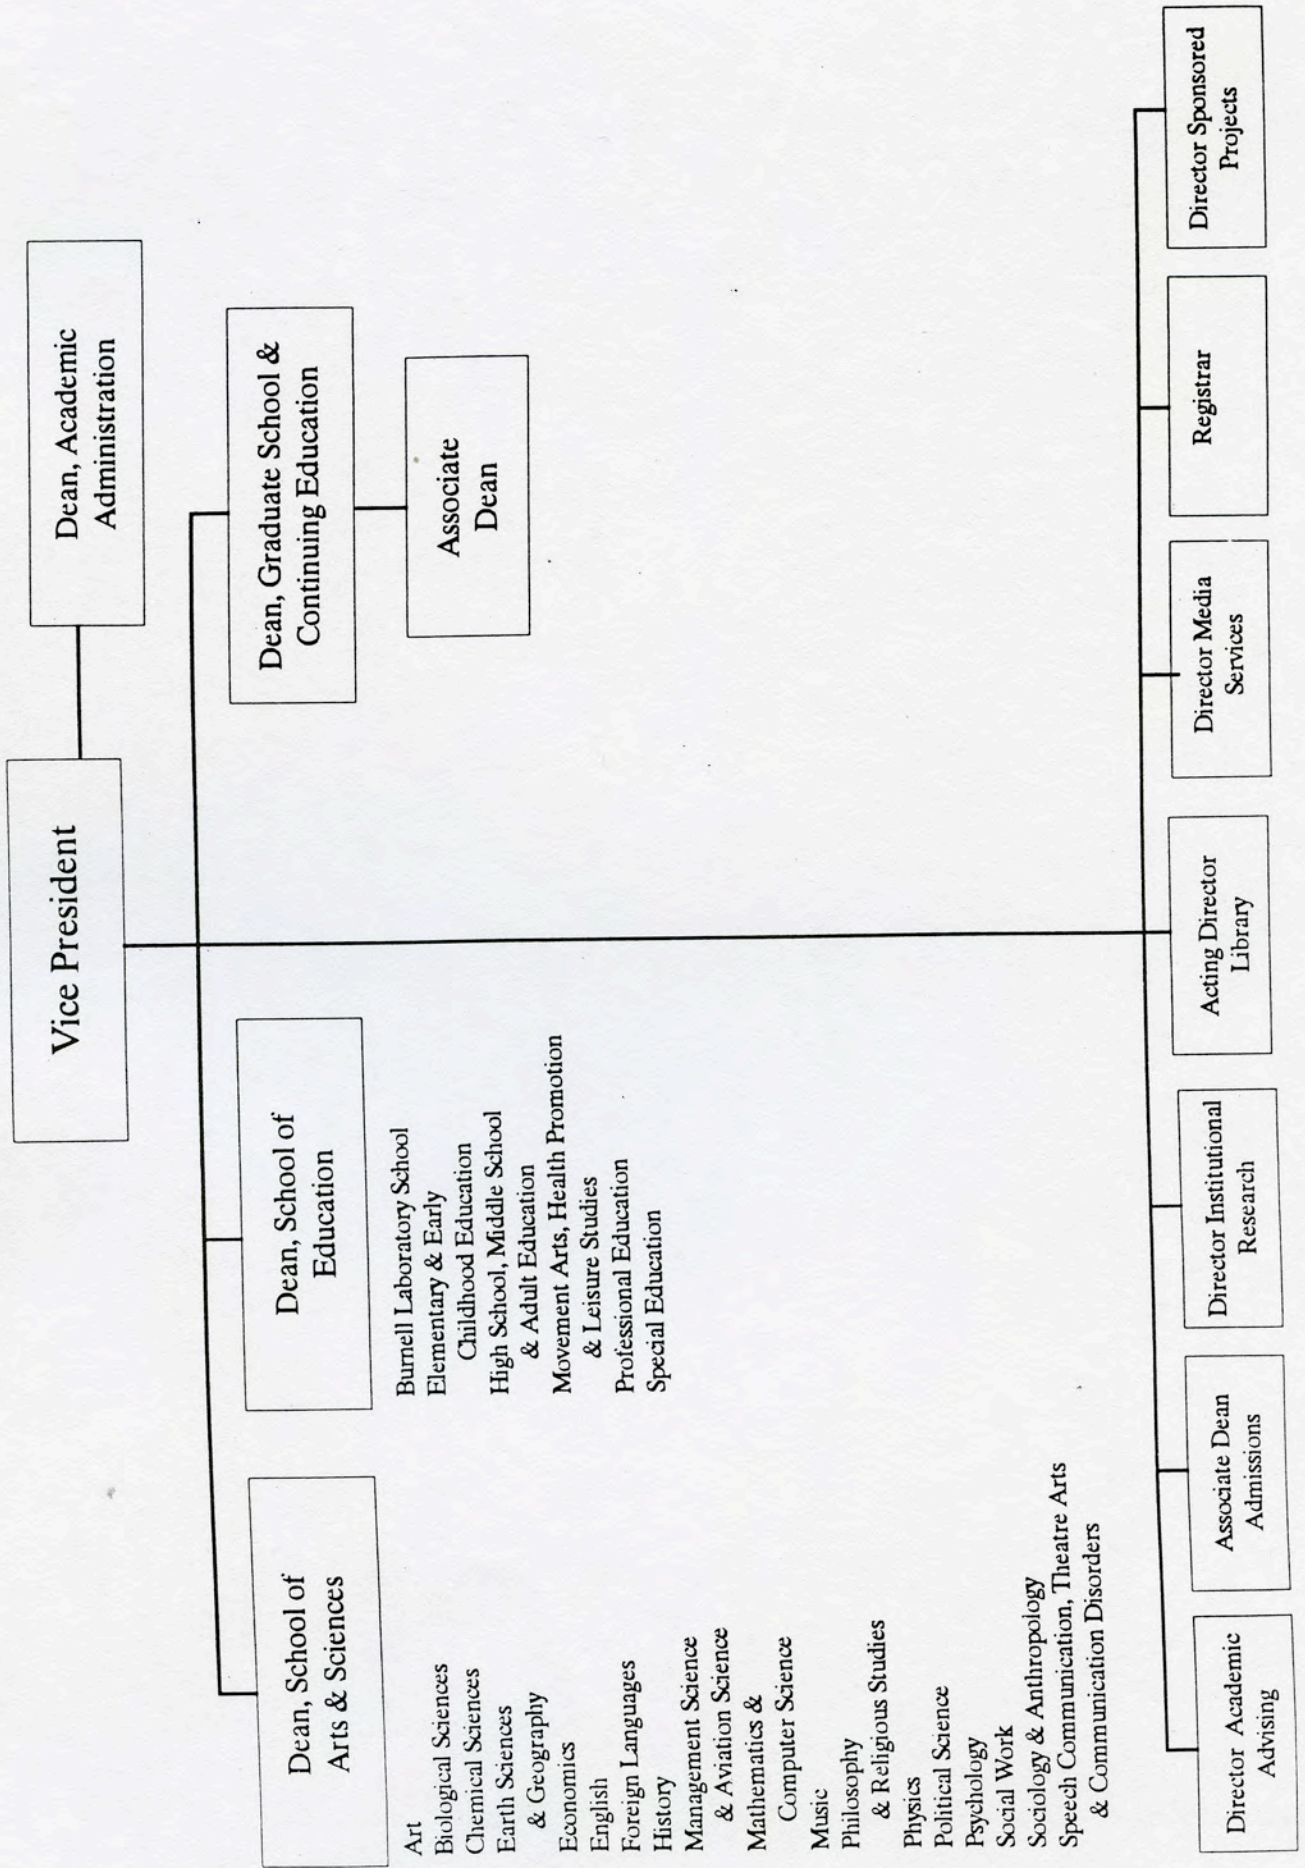 Vice President
Dean, Academic
Administration
Dean, School of
Arts & Sciences
Art
Biological Sciences
Chemical Sciences
Earth Sciences
& Geography
Economics
English
Foreign Languages
History
Management Science
& Aviation Science
Mathematics &
Computer Science
Music
Philosophy
& Religious Studies
Physics
Political Science
Psychology
Social Work
Sociology & Anthropology
Speech Communication, Theatre Arts
& Communication Disorders
Dean, School of
Education
Burnell Laboratory School
Elementary & Early
Childhood Education
High School, Middle School
& Adult Education
Movement Arts, Health Promotion
& Leisure Studies
Professional Education
Special Education
Dean, Graduate School &
Continuing Education
Associate
Dean
Director Academic
Advising
Associate Dean
Admissions
Director Institutional
Research
Acting Director
Library
Director Media
Services
Registrar
Director Sponsored
Projects